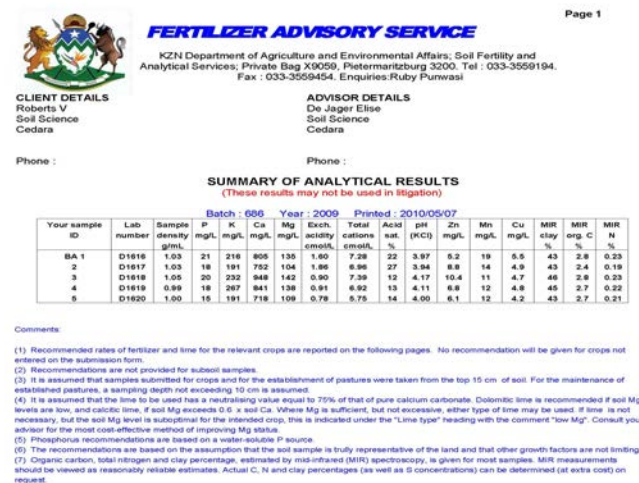 Page 1
FERTILIZER ADVISORY SERVICE
KZN Department of Agriculture and Environmental Affairs; Soil Fertility and
Analytical Services; Private Bag X9059, Pietermaritzburg 3200. Tel : 033-3559194.
Fax : 033-3559454. Enquiries:Ruby Punwasi
CLIENT DETAILS ADVISOR DETAILS
Roberts V De Jager Elise
Soil Science Soil Science
Cedara Cedara
Phone : Phone :
SUMMARY OF ANALYTICAL RESULTS
(These results may not be used in litigation)
Batch : 686 Year : 2009 Printed : 2010/05/07
Your sample Lab Sample P K Ca Mg Exch. Total Acid pH Zn Mn Cu MIR MIR MIR
ID number density mg/L mg/L mg/L mg/L acidity cations sat. (KCl) mg/L mg/L mg/L clay org. C N
g/mL cmol/L cmol/L % % % %
BA 1 D1616 1.03 21 216 805 135 1.60 7.28 22 3.97 5.2 19 5.5 43 2.8 0.23
2 D1617 1.03 18 191 752 104 1.86 6.96 27 3.94 8.8 14 4.9 43 2.4 0.19
3 D1618 1.05 20 232 948 142 0.90 7.39 12 4.17 10.4 11 4.7 46 2.8 0.23
4 D1619 0.99 18 267 841 138 0.91 6.92 13 4.11 6.8 12 4.8 45 2.7 0.22
5 D1620 1.00 15 191 718 109 0.78 5.75 14 4.00 6.1 12 4.2 43 2.7 0.21
Comments:
(1) Recommended rates of fertilizer and lime for the relevant crops are reported on the following pages. No recommendation will be given for crops not
entered on the submission form.
(2) Recommendations are not provided for subsoil samples.
(3) It is assumed that samples submitted for crops and for the establishment of pastures were taken from the top 15 cm of soil. For the maintenance of
established pastures, a sampling depth not exceeding 10 cm is assumed.
(4) It is assumed that the lime to be used has a neutralising value equal to 75% of that of pure calcium carbonate. Dolomitic lime is recommended if soil Mg
levels are low, and calcitic lime, if soil Mg exceeds 0.6 x soil Ca. Where Mg is sufficient, but not excessive, either type of lime may be used. If lime is not
necessary, but the soil Mg level is suboptimal for the intended crop, this is indicated under the "Lime type" heading with the comment "low Mg". Consult you
advisor for the most cost-effective method of improving Mg status.
(5) Phosphorus recommendations are based on a water-soluble P source.
(6) The recommendations are based on the assumption that the soil sample is truly representative of the land and that other growth factors are not limiting
(7) Organic carbon, total nitrogen and clay percentage, estimated by mid-infrared (MIR) spectroscopy, is given for most samples. MIR measurements
should be viewed as reasonably reliable estimates. Actual C, N and clay percentages (as well as S concentrations) can be determined (at extra cost) on
request.